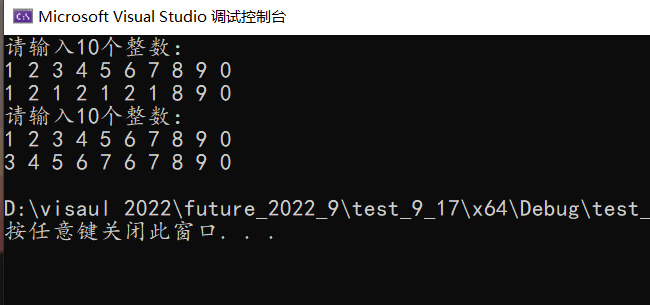 Microsoft Visual Studio 调试控制台
请输入10个整数:
1 2 3 4 5 6 7 8 9 0
1 2 1 2 1 2 1 8 9 0
请输入10个整数:
1 2 3 4 5 6 7 8 9 0
3 4 5 6 7 6 7 8 9 0
D:\visaul 2022\future_2022_9\test_9_17\x64\Debug\test_
按任意键关闭此窗口. . .